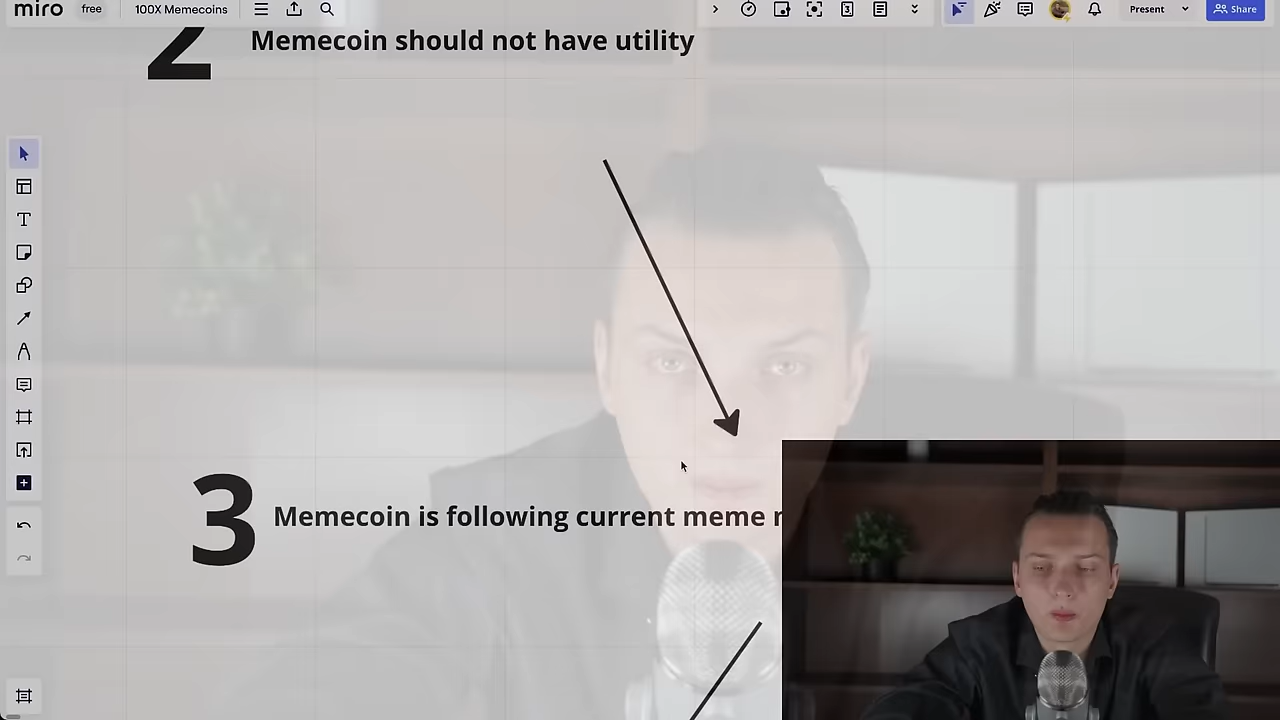 miro free 100X Memecoins Present Share
2 Memecoin should not have utility
3 Memecoin is following current meme